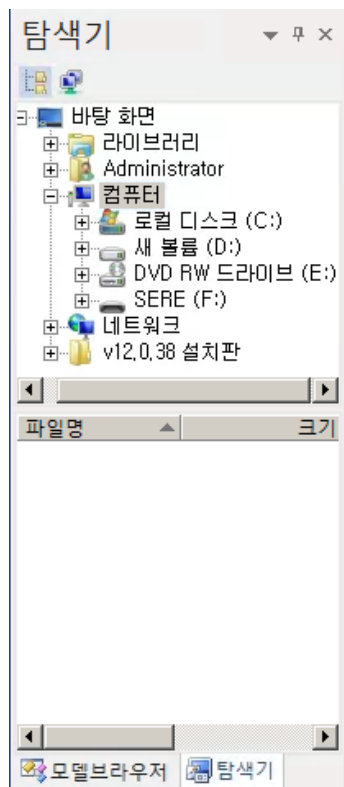 탐색기
바탕 화면
라이브러리
Administrator
컴퓨터
로컬 디스크 (C:)
새 볼륨 (D:)
DVD RW 드라이브 (E:)
SERE (F:)
네트워크
v12.0.38 설치판
파일명 크기
모델브라우저 탐색기